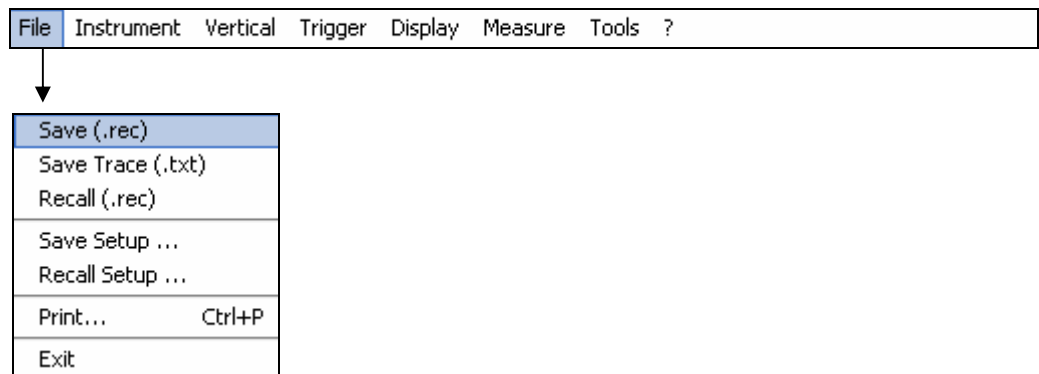 File Instrument Vertical Trigger Display Measure Tools ?
Save (.rec)
Save Trace (.txt)
Recall (.rec)
Save Setup ...
Recall Setup ...
Print... Ctrl+P
Exit